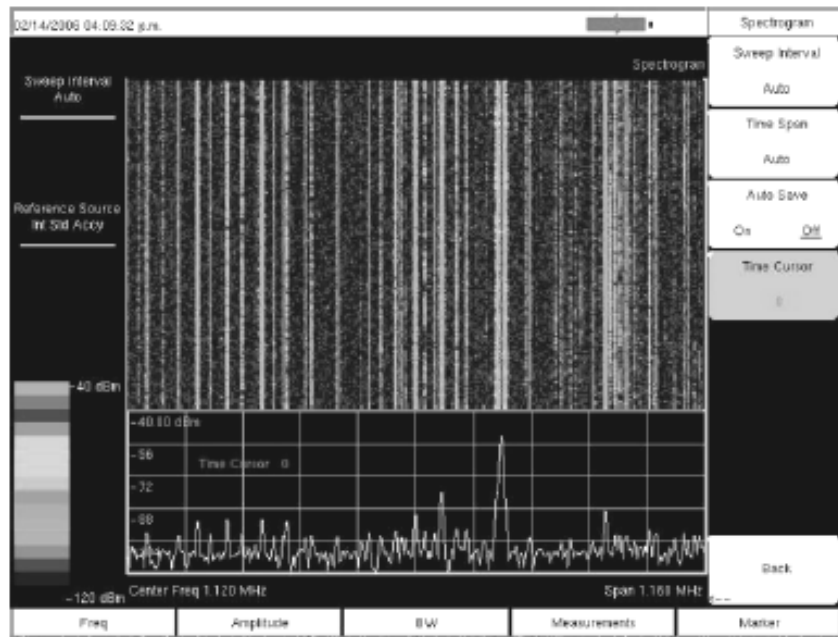 02/14/2006 04:09:32 p.m.
Spectrogram
Sweep Interval
Auto
Time Span
Auto
Auto Save
On Off
Time Cursor
0
Back
Spectrogram
Sweep Interval
Auto
Reference Source
Int Std Accy
-40 dBm
-120 dBm
-40.00 dBm
-56
-72
-88
Time Cursor 0
Center Freq 1.120 MHz
Span 1.160 MHz
Freq
Amplitude
BW
Measurements
Marker